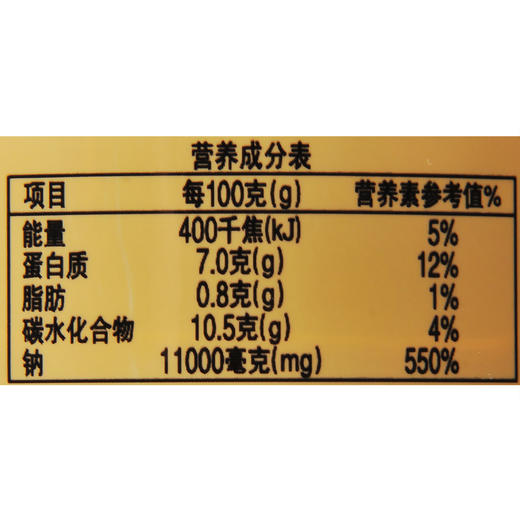 营养成分表
项目 每100克(g) 营养素参考值%
能量 400千焦(kJ) 5%
蛋白质 7.0克(g) 12%
脂肪 0.8克(g) 1%
碳水化合物 10.5克(g) 4%
钠 11000毫克(mg) 550%